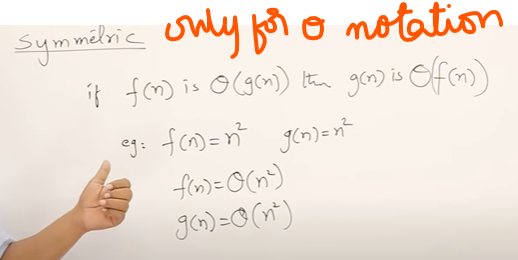 Symmetric only for θ notation
if f(n) is Θ(g(n)) then g(n) is Θ(f(n))
eg: f(n)=n² g(n)=n²
f(n)=Θ(n²)
g(n)=Θ(n²)